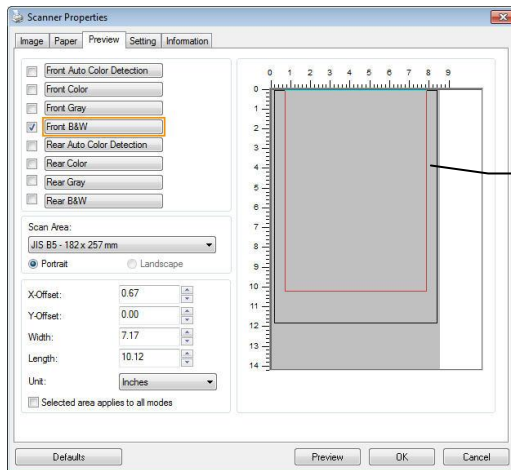 Scanner Properties
Image Paper Preview Setting Information
Front Auto Color Detection
Front Color
Front Gray
Front B&W
Rear Auto Color Detection
Rear Color
Rear Gray
Rear B&W
Scan Area:
JIS B5 - 182 x 257 mm
Portrait Landscape
X-Offset: 0.67
Y-Offset: 0.00
Width: 7.17
Length: 10.12
Unit: Inches
Selected area applies to all modes
0 1 2 3 4 5 6 7 8 9
0
1
2
3
4
5
6
7
8
9
10
11
12
13
14
Defaults Preview OK Cancel